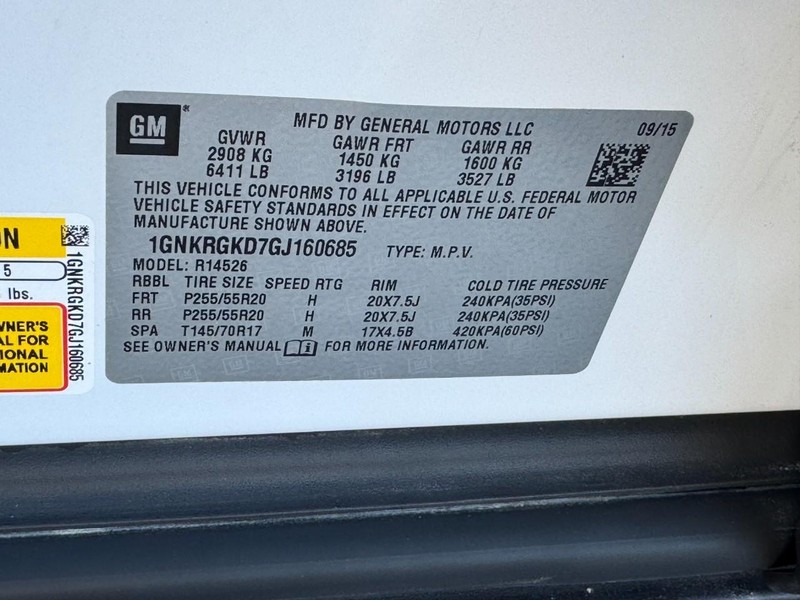 GM
MFD BY GENERAL MOTORS LLC 09/15
GVWR GAWR FRT GAWR RR
2908 KG 1450 KG 1600 KG
6411 LB 3196 LB 3527 LB
THIS VEHICLE CONFORMS TO ALL APPLICABLE U.S. FEDERAL MOTOR
VEHICLE SAFETY STANDARDS IN EFFECT ON THE DATE OF
MANUFACTURE SHOWN ABOVE.
1GNKRGKD7GJ160685 TYPE: M.P.V.
MODEL: R14526
RBBL TIRE SIZE SPEED RTG RIM COLD TIRE PRESSURE
FRT P255/55R20 H 20X7.5J 240KPA(35PSI)
RR P255/55R20 H 20X7.5J 240KPA(35PSI)
SPA T145/70R17 M 17X4.5B 420KPA(60PSI)
SEE OWNER'S MANUAL FOR MORE INFORMATION.
5
lbs.
1GNKRGKD7GJ160685